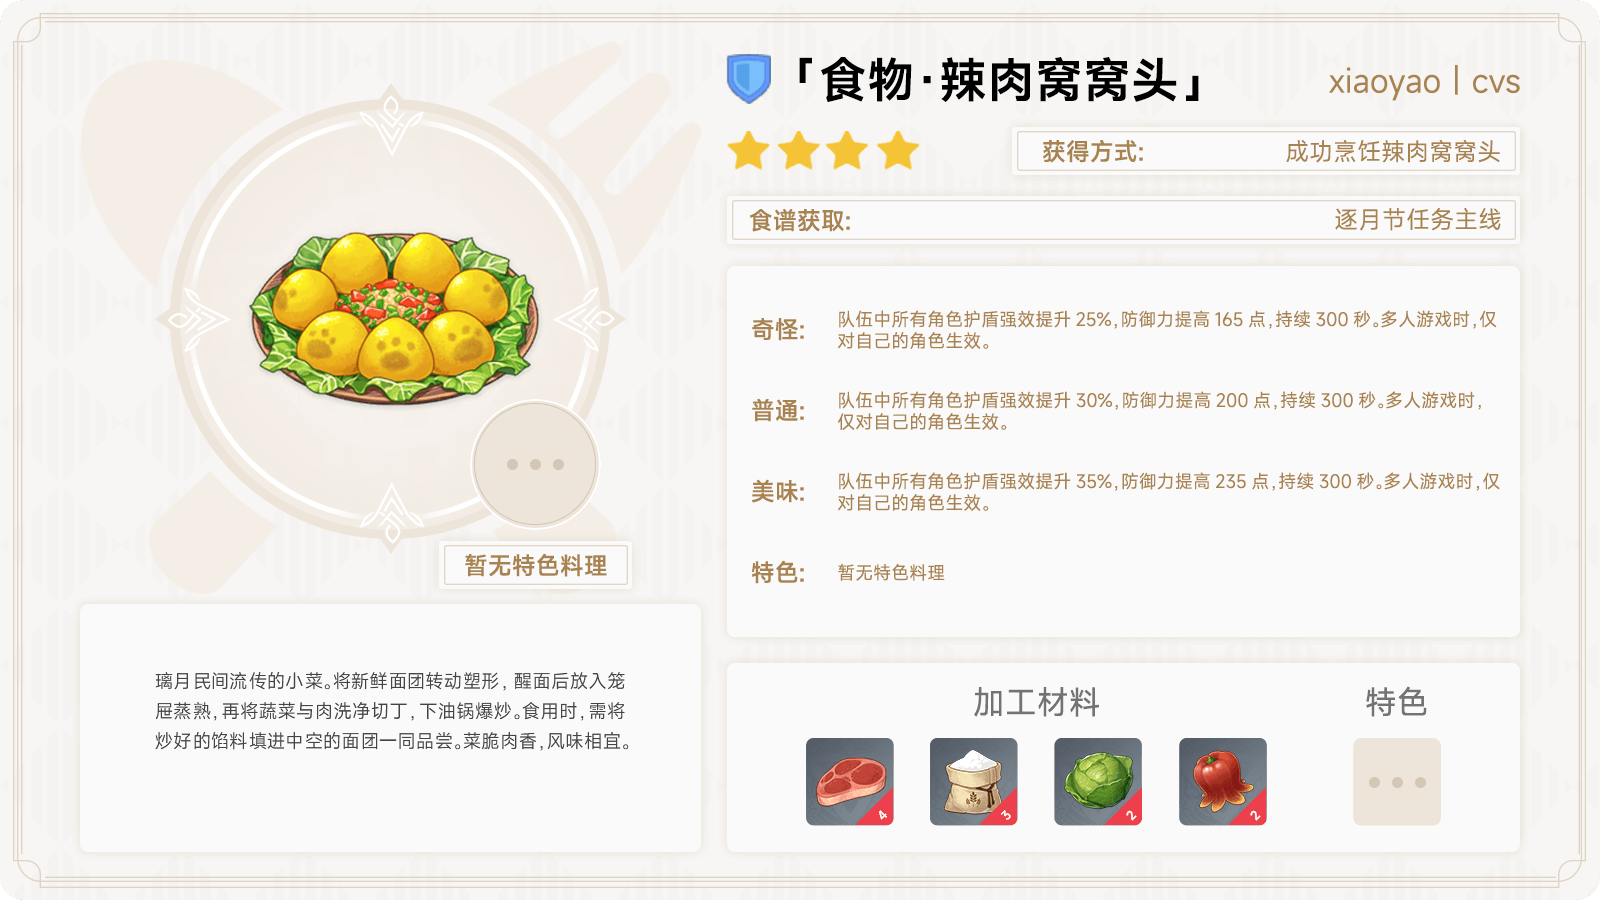 「食物·辣肉窝窝头」
xiaoyao | cvs
获得方式: 成功烹饪辣肉窝窝头
食谱获取: 逐月节任务主线
奇怪: 队伍中所有角色护盾强效提升 25%,防御力提高 165 点,持续 300 秒。多人游戏时,仅
对自己的角色生效。
普通: 队伍中所有角色护盾强效提升 30%,防御力提高 200 点,持续 300 秒。多人游戏时,
仅对自己的角色生效。
美味: 队伍中所有角色护盾强效提升 35%,防御力提高 235 点,持续 300 秒。多人游戏时,仅
对自己的角色生效。
特色: 暂无特色料理
暂无特色料理
璃月民间流传的小菜。将新鲜面团转动塑形, 醒面后放入笼
屉蒸熟,再将蔬菜与肉洗净切丁,下油锅爆炒。食用时,需将
炒好的馅料填进中空的面团一同品尝。菜脆肉香,风味相宜。
加工材料
特色
4
3
2
2